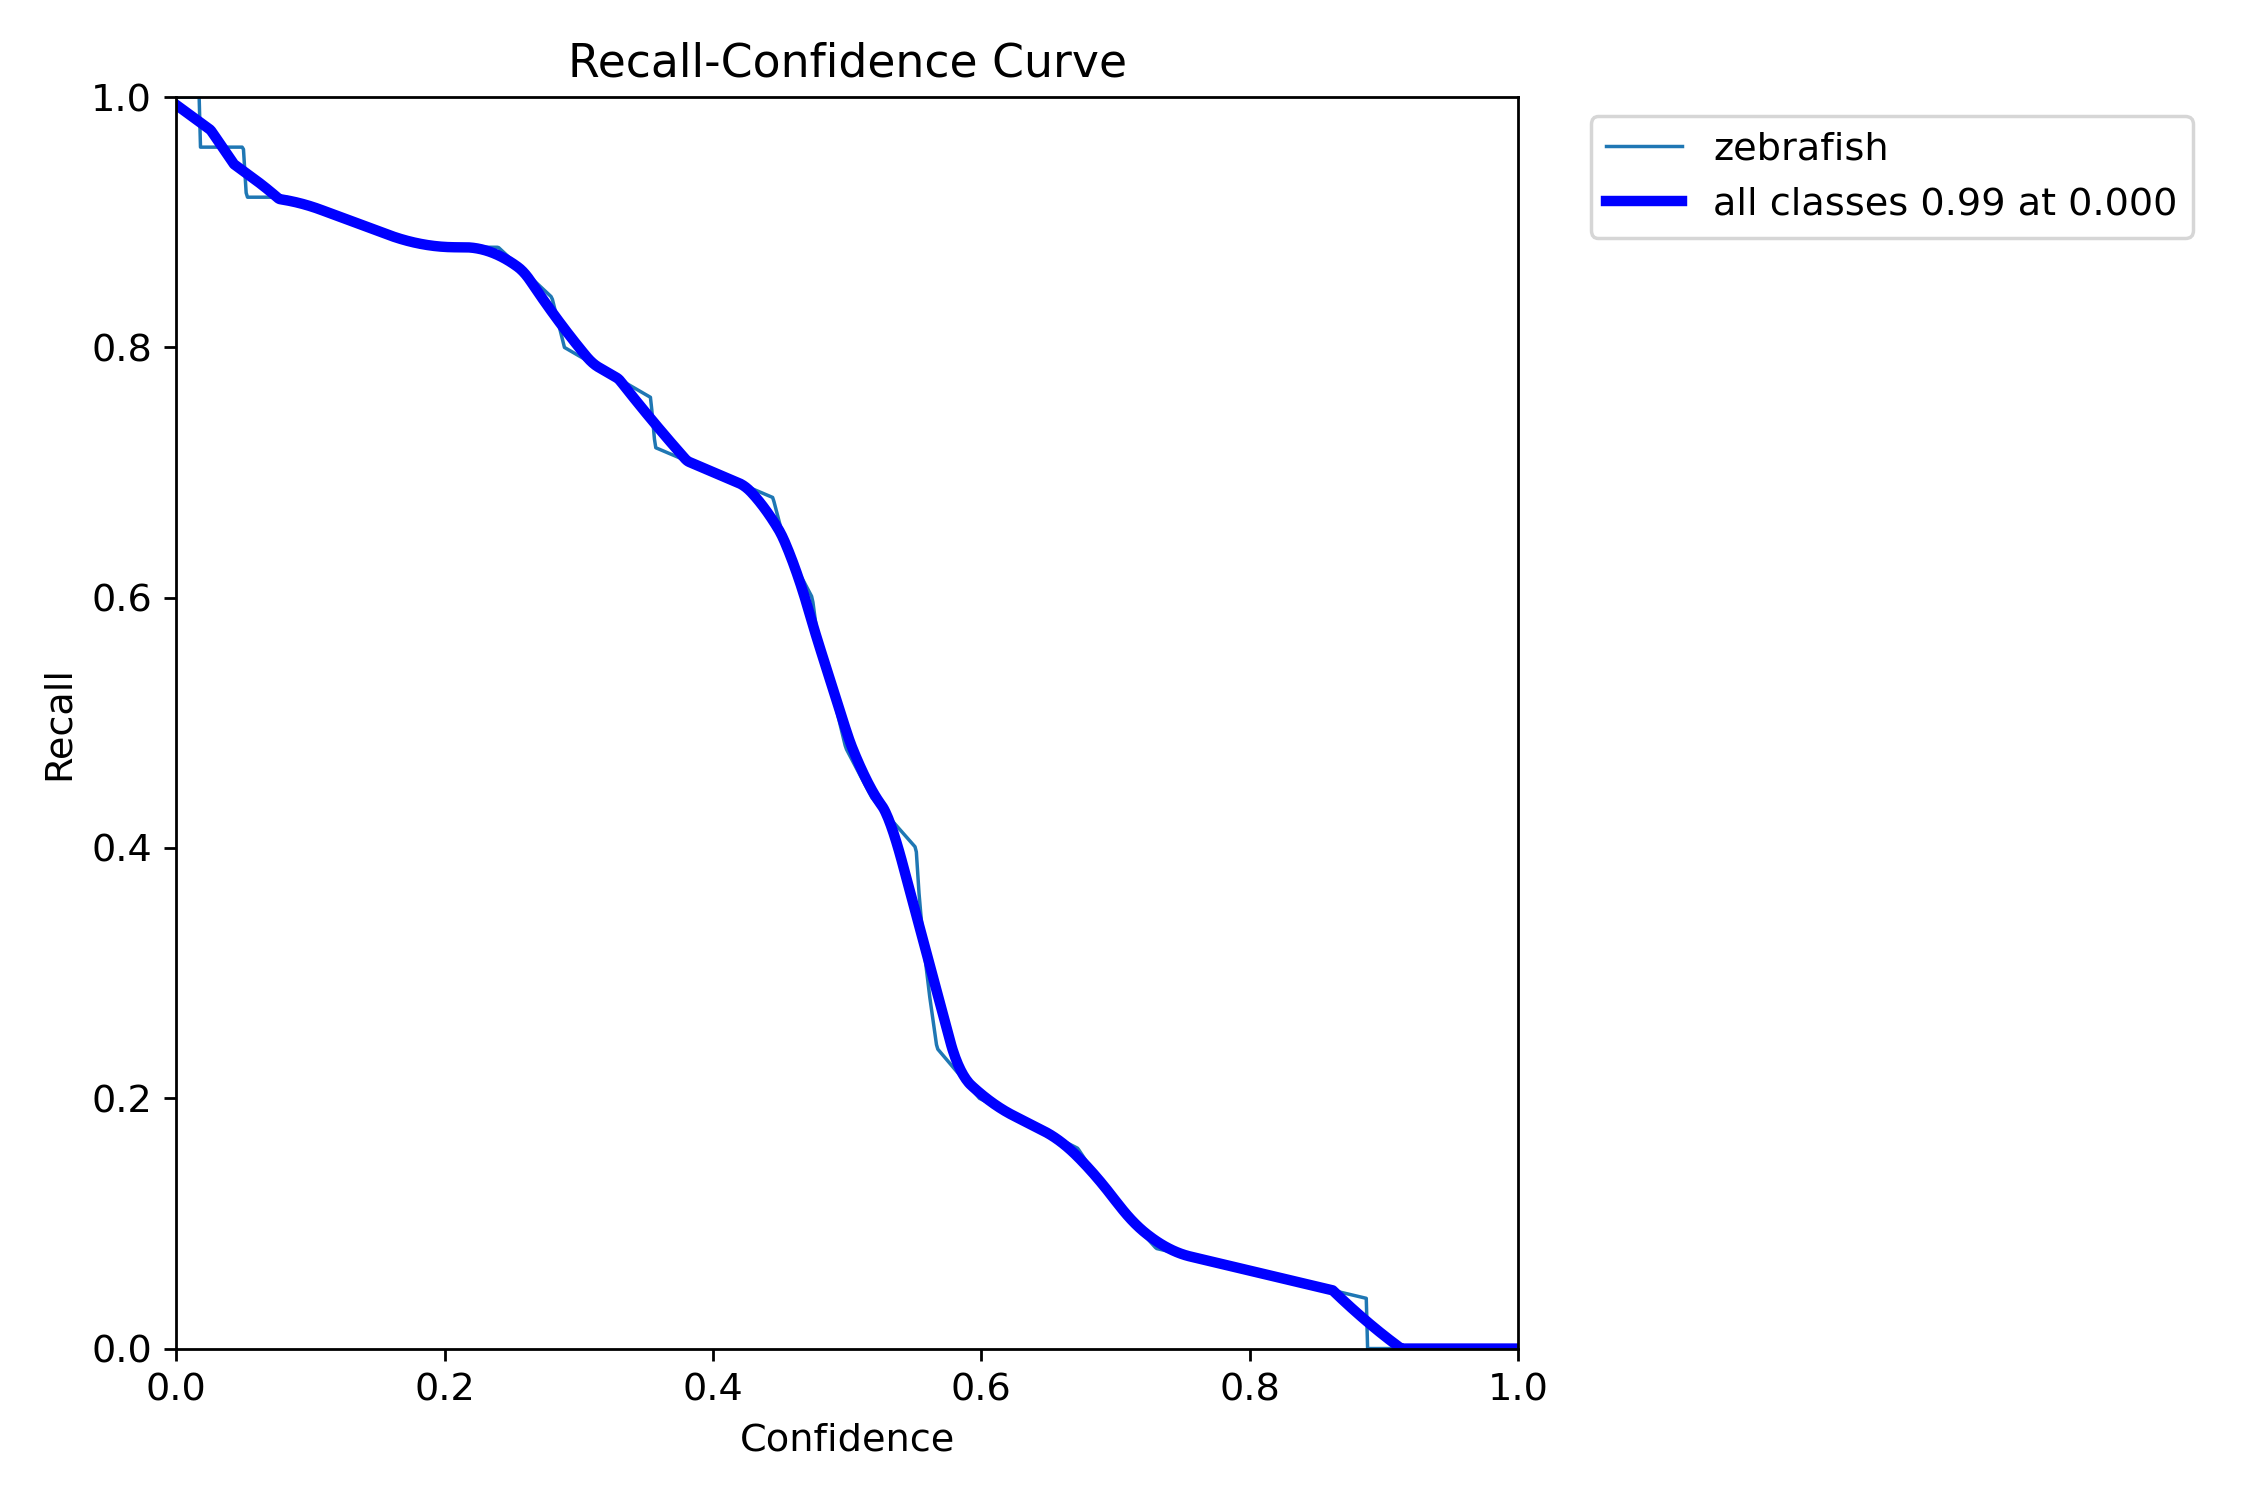 Recall-Confidence Curve
zebrafish
all classes 0.99 at 0.000
1.0
0.8
0.6
0.4
0.2
0.0
Recall
0.0 0.2 0.4 0.6 0.8 1.0
Confidence